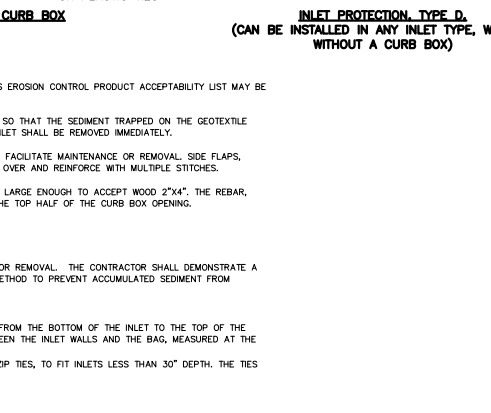 CURB BOX
INLET PROTECTION, TYPE D,
(CAN BE INSTALLED IN ANY INLET TYPE, W
WITHOUT A CURB BOX)
EROSION CONTROL PRODUCT ACCEPTABILITY LIST MAY BE
SO THAT THE SEDIMENT TRAPPED ON THE GEOTEXTILE
NLET SHALL BE REMOVED IMMEDIATELY.
FACILITATE MAINTENANCE OR REMOVAL. SIDE FLAPS,
OVER AND REINFORCE WITH MULTIPLE STITCHES.
LARGE ENOUGH TO ACCEPT WOOD 2"X4". THE REBAR,
HE TOP HALF OF THE CURB BOX OPENING.
OR REMOVAL. THE CONTRACTOR SHALL DEMONSTRATE A
ETHOD TO PREVENT ACCUMULATED SEDIMENT FROM
FROM THE BOTTOM OF THE INLET TO THE TOP OF THE
EEN THE INLET WALLS AND THE BAG, MEASURED AT THE
ZIP TIES, TO FIT INLETS LESS THAN 30" DEPTH. THE TIES